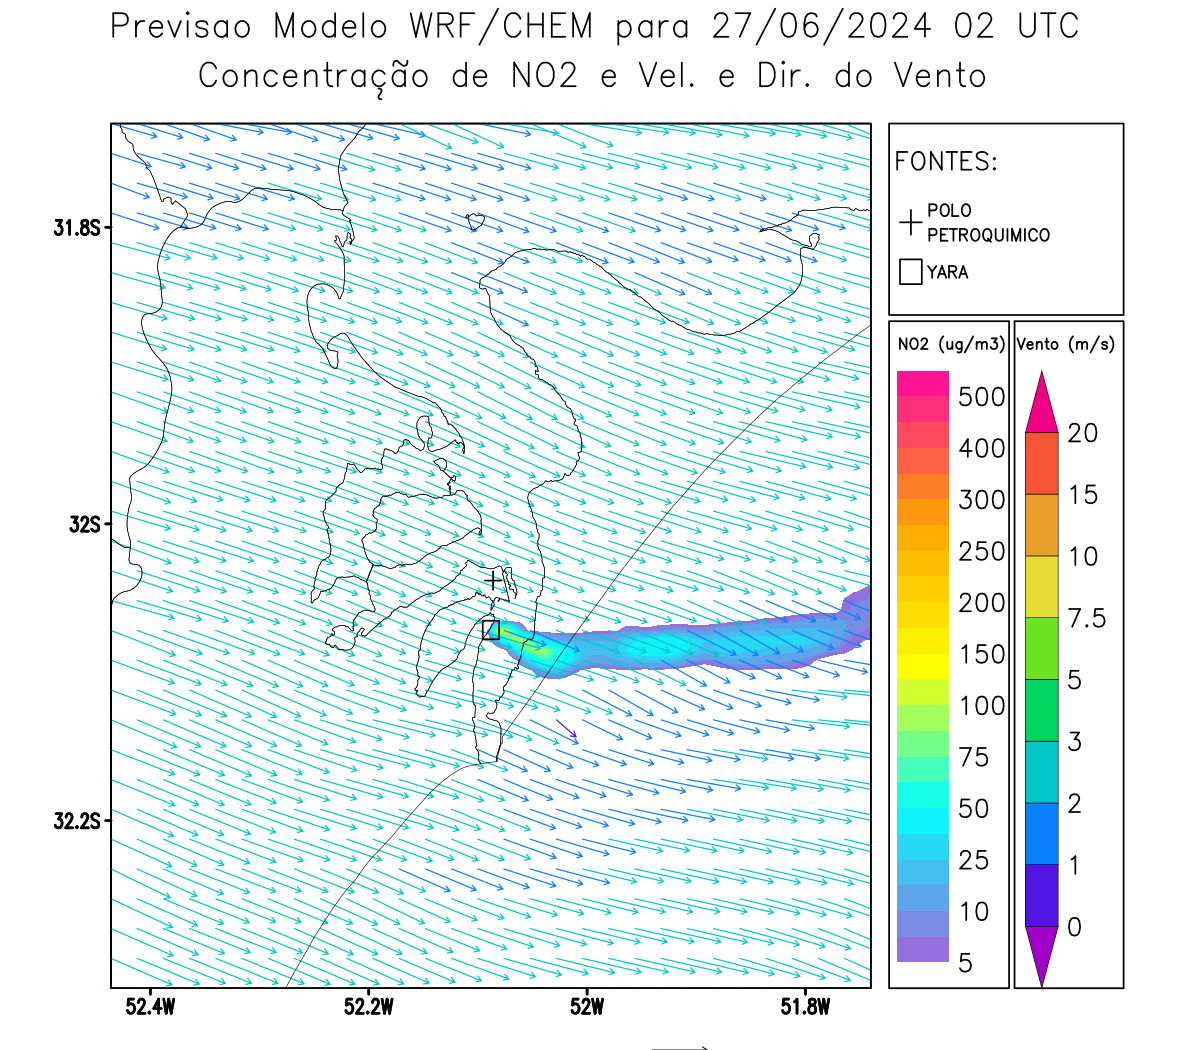 Previsao Modelo WRF/CHEM para 27/06/2024 02 UTC
Concentração de NO2 e Vel. e Dir. do Vento
FONTES:
POLO
PETROQUIMICO
YARA
NO2 (ug/m3)
500
400
300
250
200
150
100
75
50
25
10
5
Vento (m/s)
20
15
10
7.5
5
3
2
1
0
31.8S
32S
32.2S
52.4W 52.2W 52W 51.8W